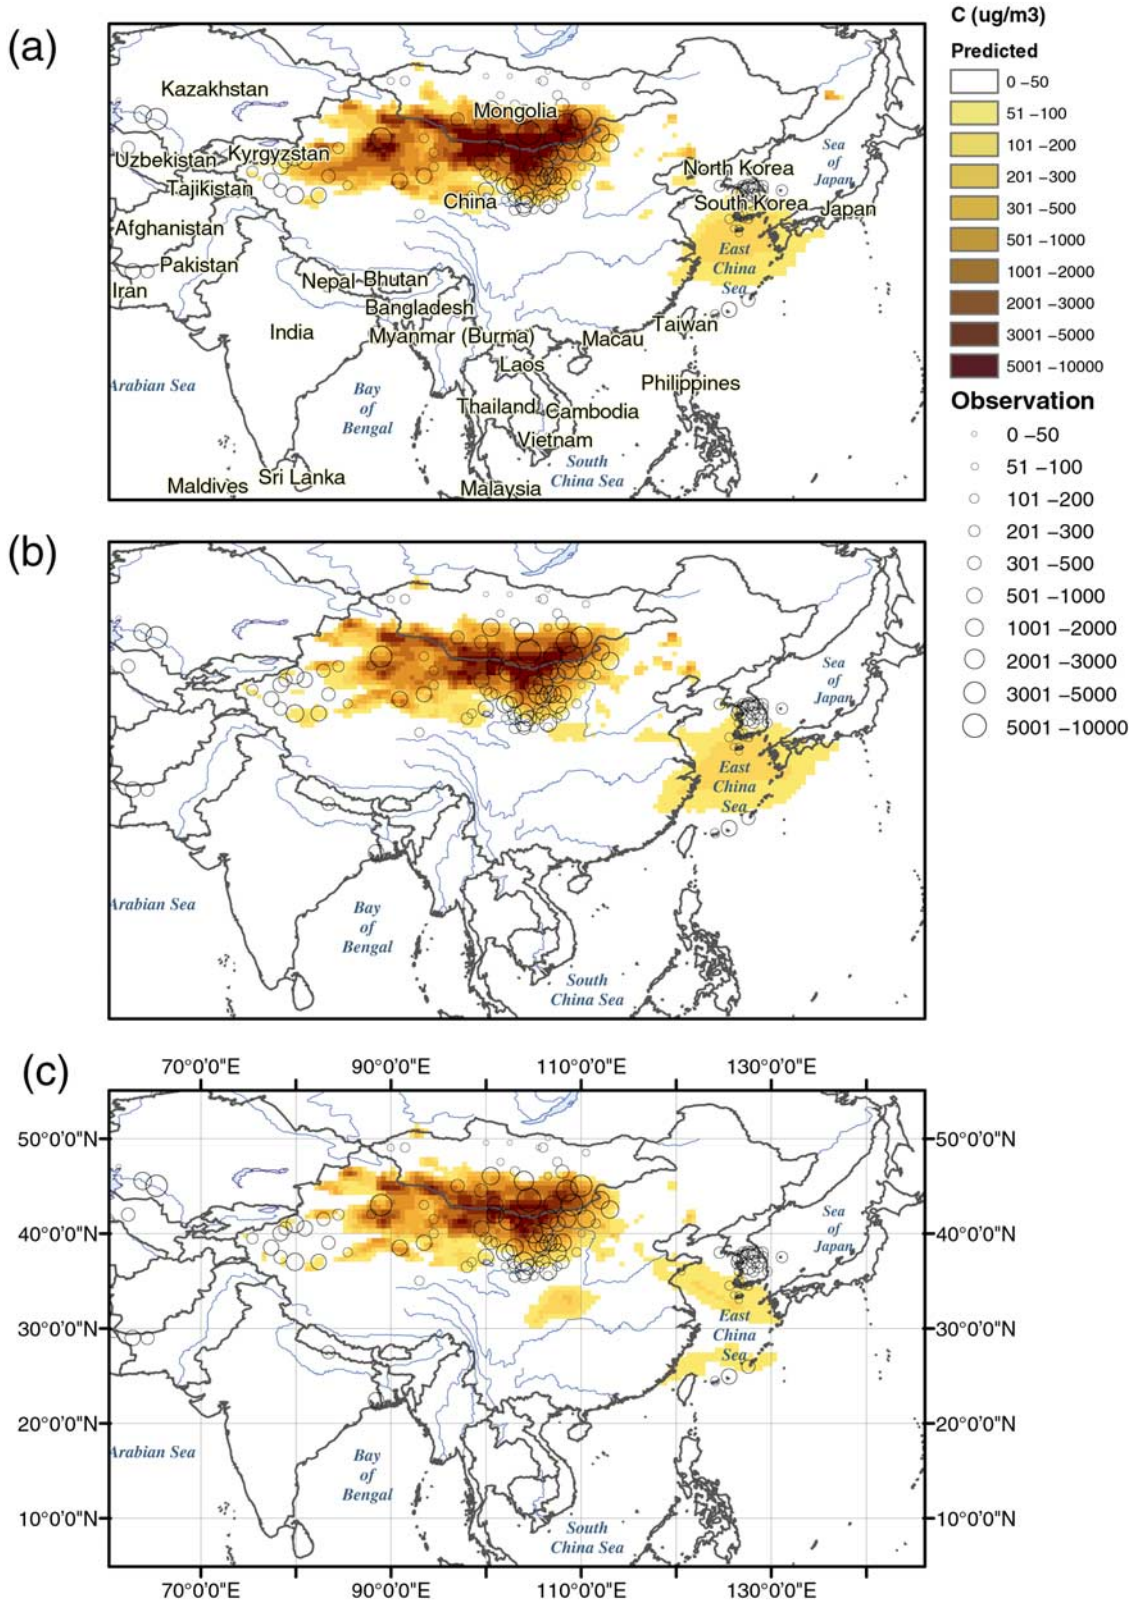 (a)
Kazakhstan
Mongolia
Uzbekistan
Kyrgyzstan
Tajikistan
China
North Korea
South Korea
Japan
Sea
of
Japan
Afghanistan
Pakistan
Iran
Nepal
Bhutan
Bangladesh
India
Myanmar (Burma)
Macau
Taiwan
East
China
Sea
Laos
Arabian Sea
Bay
of
Bengal
Thailand
Cambodia
Vietnam
Philippines
South
China Sea
Maldives
Sri Lanka
Malaysia
C (ug/m3)
Predicted
0 –50
51 –100
101 –200
201 –300
301 –500
501 –1000
1001 –2000
2001 –3000
3001 –5000
5001 –10000
Observation
0 –50
51 –100
101 –200
201 –300
301 –500
501 –1000
1001 –2000
2001 –3000
3001 –5000
5001 –10000
(b)
Sea
of
Japan
East
China
Sea
Arabian Sea
Bay
of
Bengal
South
China Sea
(c)
70°0'0"E 90°0'0"E 110°0'0"E 130°0'0"E
50°0'0"N 50°0'0"N
40°0'0"N 40°0'0"N
30°0'0"N 30°0'0"N
20°0'0"N 20°0'0"N
10°0'0"N 10°0'0"N
Sea
of
Japan
East
China
Sea
Arabian Sea
Bay
of
Bengal
South
China Sea
70°0'0"E 90°0'0"E 110°0'0"E 130°0'0"E